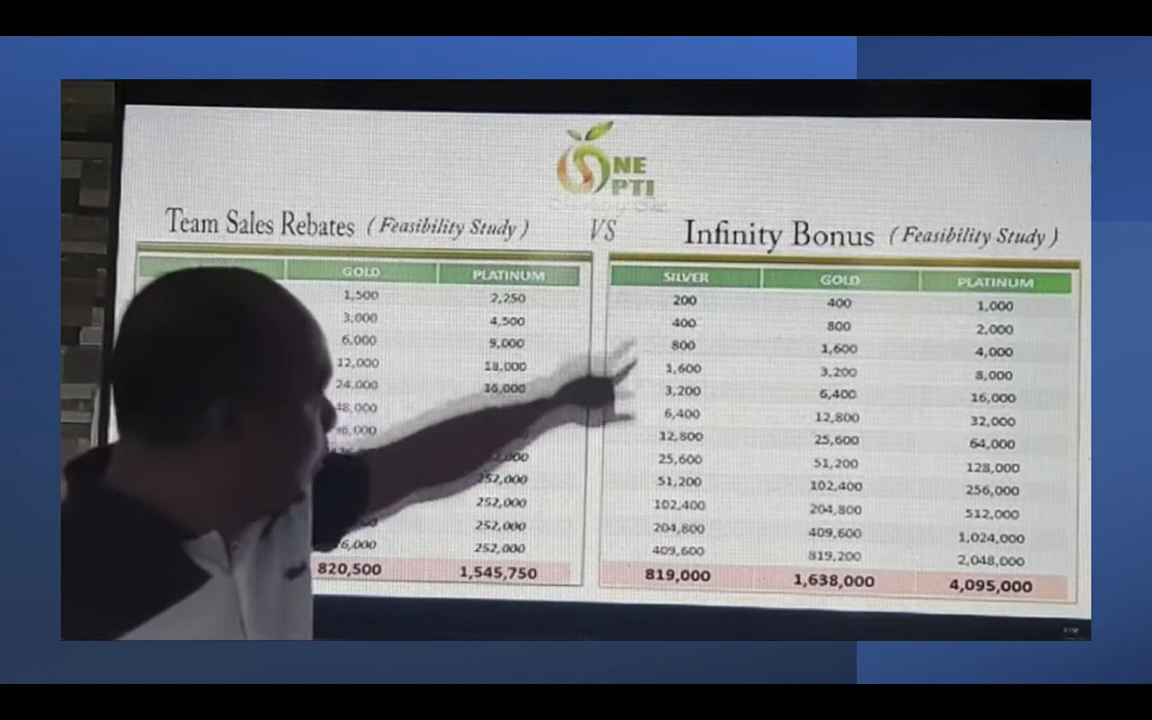 NE
PTI
Team Sales Rebates ( Feasibility Study ) VS Infinity Bonus ( Feasibility Study )
GOLD PLATINUM SILVER GOLD PLATINUM
1,500 2,250 200 400 1,000
3,000 4,500 400 800 2,000
6,000 9,000 800 1,600 4,000
12,000 18,000 1,600 3,200 8,000
24,000 16,000 3,200 6,400 16,000
48,000 6,400 12,800 32,000
12,800 25,600 64,000
25,600 51,200 128,000
252,000 51,200 102,400 256,000
252,000 102,400 204,800 512,000
252,000 204,800 409,600 1,024,000
252,000 409,600 819,200 2,048,000
820,500 1,545,750 819,000 1,638,000 4,095,000